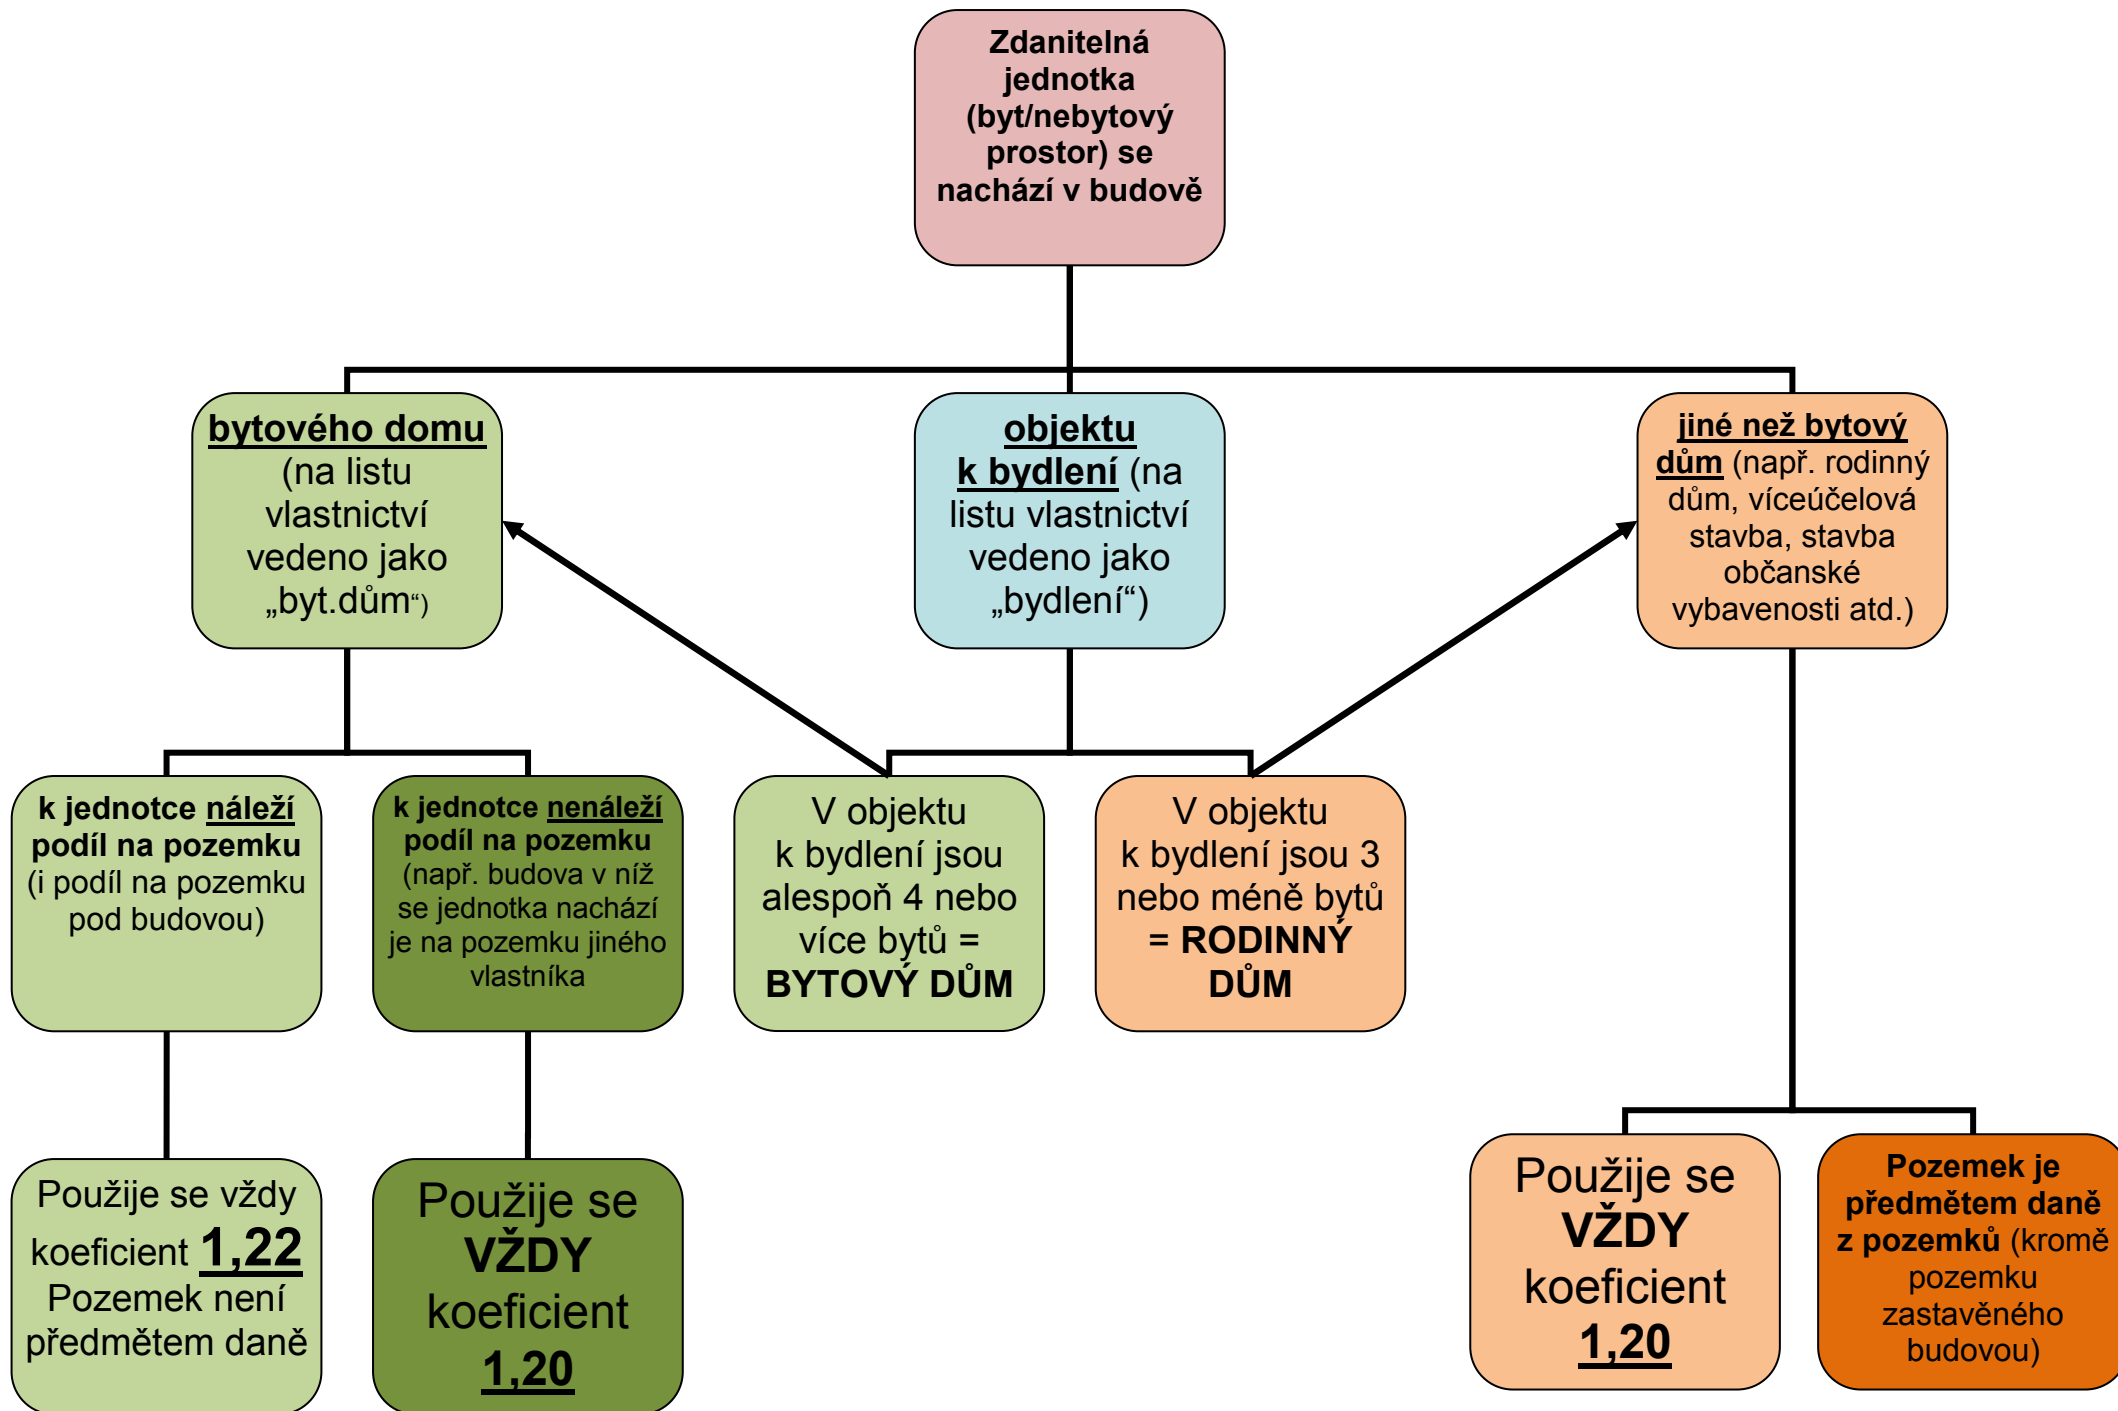 Zdanitelná
jednotka
(byt/nebytový
prostor) se
nachází v budově
bytového domu
(na listu
vlastnictví
vedeno jako
„byt.dům“)
objektu
k bydlení (na
listu vlastnictví
vedeno jako
„bydlení“)
jiné než bytový
dům (např. rodinný
dům, víceúčelová
stavba, stavba
občanské
vybavenosti atd.)
k jednotce náleží
podíl na pozemku
(i podíl na pozemku
pod budovou)
k jednotce nenáleží
podíl na pozemku
(např. budova v níž
se jednotka nachází
je na pozemku jiného
vlastníka
V objektu
k bydlení jsou
alespoň 4 nebo
více bytů =
BYTOVÝ DŮM
V objektu
k bydlení jsou 3
nebo méně bytů
= RODINNÝ
DŮM
Použije se vždy
koeficient 1,22
Pozemek není
předmětem daně
Použije se
VŽDY
koeficient
1,20
Použije se
VŽDY
koeficient
1,20
Pozemek je
předmětem daně
z pozemků (kromě
pozemku
zastavěného
budovou)